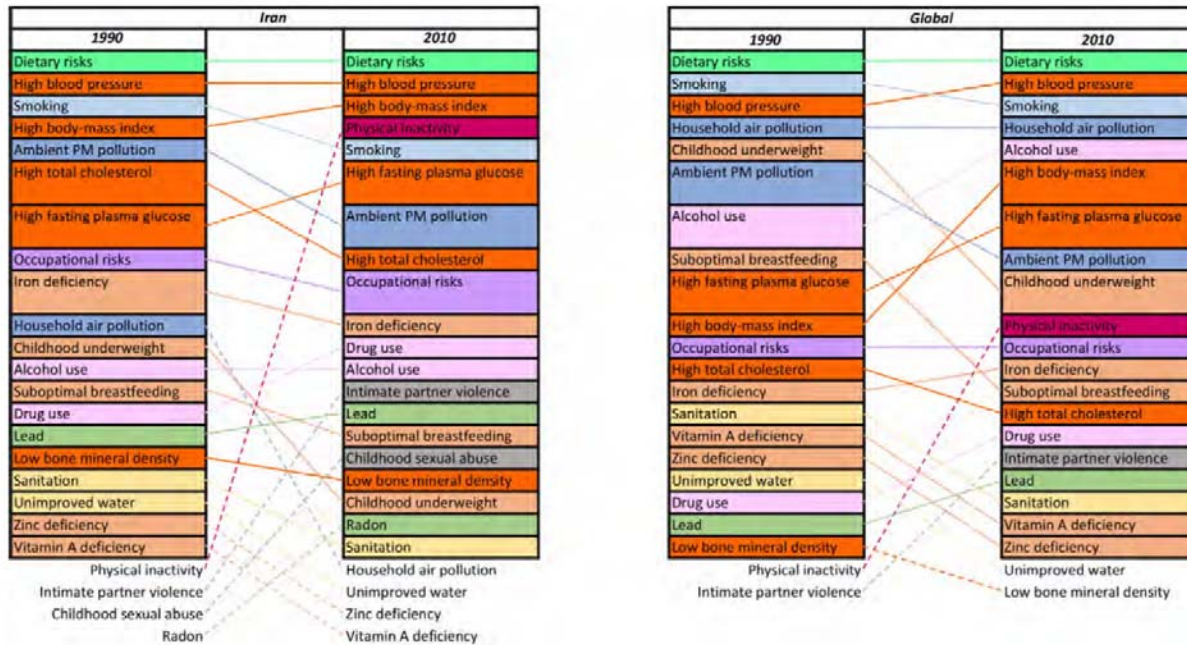 Iran
1990
2010
Dietary risks
High blood pressure
Smoking
High body-mass index
Ambient PM pollution
High total cholesterol
High fasting plasma glucose
Occupational risks
Iron deficiency
Household air pollution
Childhood underweight
Alcohol use
Suboptimal breastfeeding
Drug use
Lead
Low bone mineral density
Sanitation
Unimproved water
Zinc deficiency
Vitamin A deficiency
Physical inactivity
Intimate partner violence
Childhood sexual abuse
Radon
Dietary risks
High blood pressure
High body-mass index
Physical inactivity
Smoking
High fasting plasma glucose
Ambient PM pollution
High total cholesterol
Occupational risks
Iron deficiency
Drug use
Alcohol use
Intimate partner violence
Lead
Suboptimal breastfeeding
Childhood sexual abuse
Low bone mineral density
Childhood underweight
Radon
Sanitation
Household air pollution
Unimproved water
Zinc deficiency
Vitamin A deficiency
Global
1990
2010
Dietary risks
Smoking
High blood pressure
Household air pollution
Childhood underweight
Ambient PM pollution
Alcohol use
Suboptimal breastfeeding
High fasting plasma glucose
High body-mass index
Occupational risks
High total cholesterol
Iron deficiency
Sanitation
Vitamin A deficiency
Zinc deficiency
Unimproved water
Drug use
Lead
Low bone mineral density
Physical inactivity
Intimate partner violence
Dietary risks
High blood pressure
Smoking
Household air pollution
Alcohol use
High body-mass index
High fasting plasma glucose
Ambient PM pollution
Childhood underweight
Physical inactivity
Occupational risks
Iron deficiency
Suboptimal breastfeeding
High total cholesterol
Drug use
Intimate partner violence
Lead
Sanitation
Vitamin A deficiency
Zinc deficiency
Unimproved water
Low bone mineral density